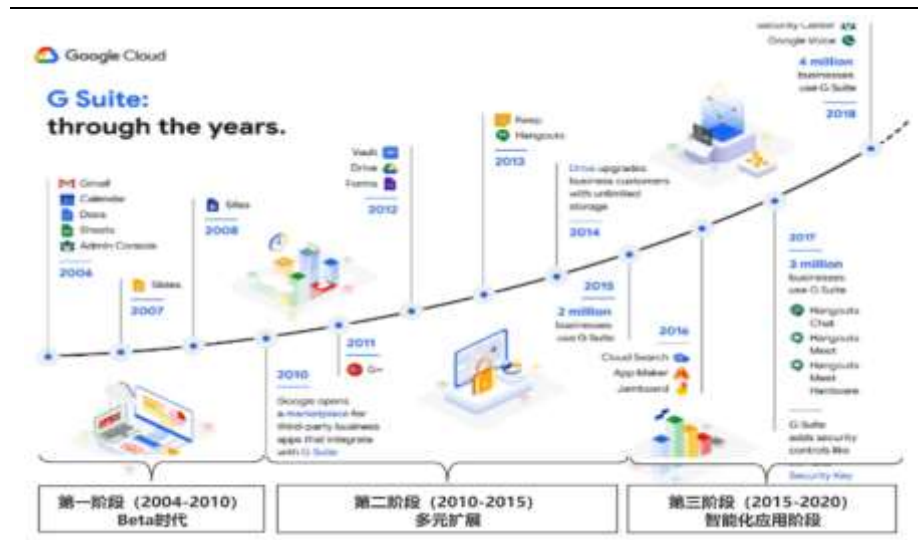 Security Center
Google Voice
4 million
businesses
use G Suite
2018
Google Cloud
G Suite:
through the years.
Gmail
Calendar
Docs
Sheets
Admin Console
2006
Slides
2007
Sites
2008
Vault
Drive
Forms
2012
Keep
Hangouts
2013
Drive upgrades
business customers
with unlimited
storage
2014
2010
Google opens
a marketplace for
third-party business
apps that integrate
with G Suite
2011
G+
2015
2 million
businesses
use G Suite
2016
Cloud Search
App Maker
Jamboard
2017
3 million
businesses
use G Suite
Hangouts
Chat
Hangouts
Meet
Hangouts
Meet
Hardware
G Suite
adds security
controls like
Security Key
第一阶段（2004-2010）
Beta时代
第二阶段（2010-2015）
多元扩展
第三阶段（2015-2020）
智能化应用阶段